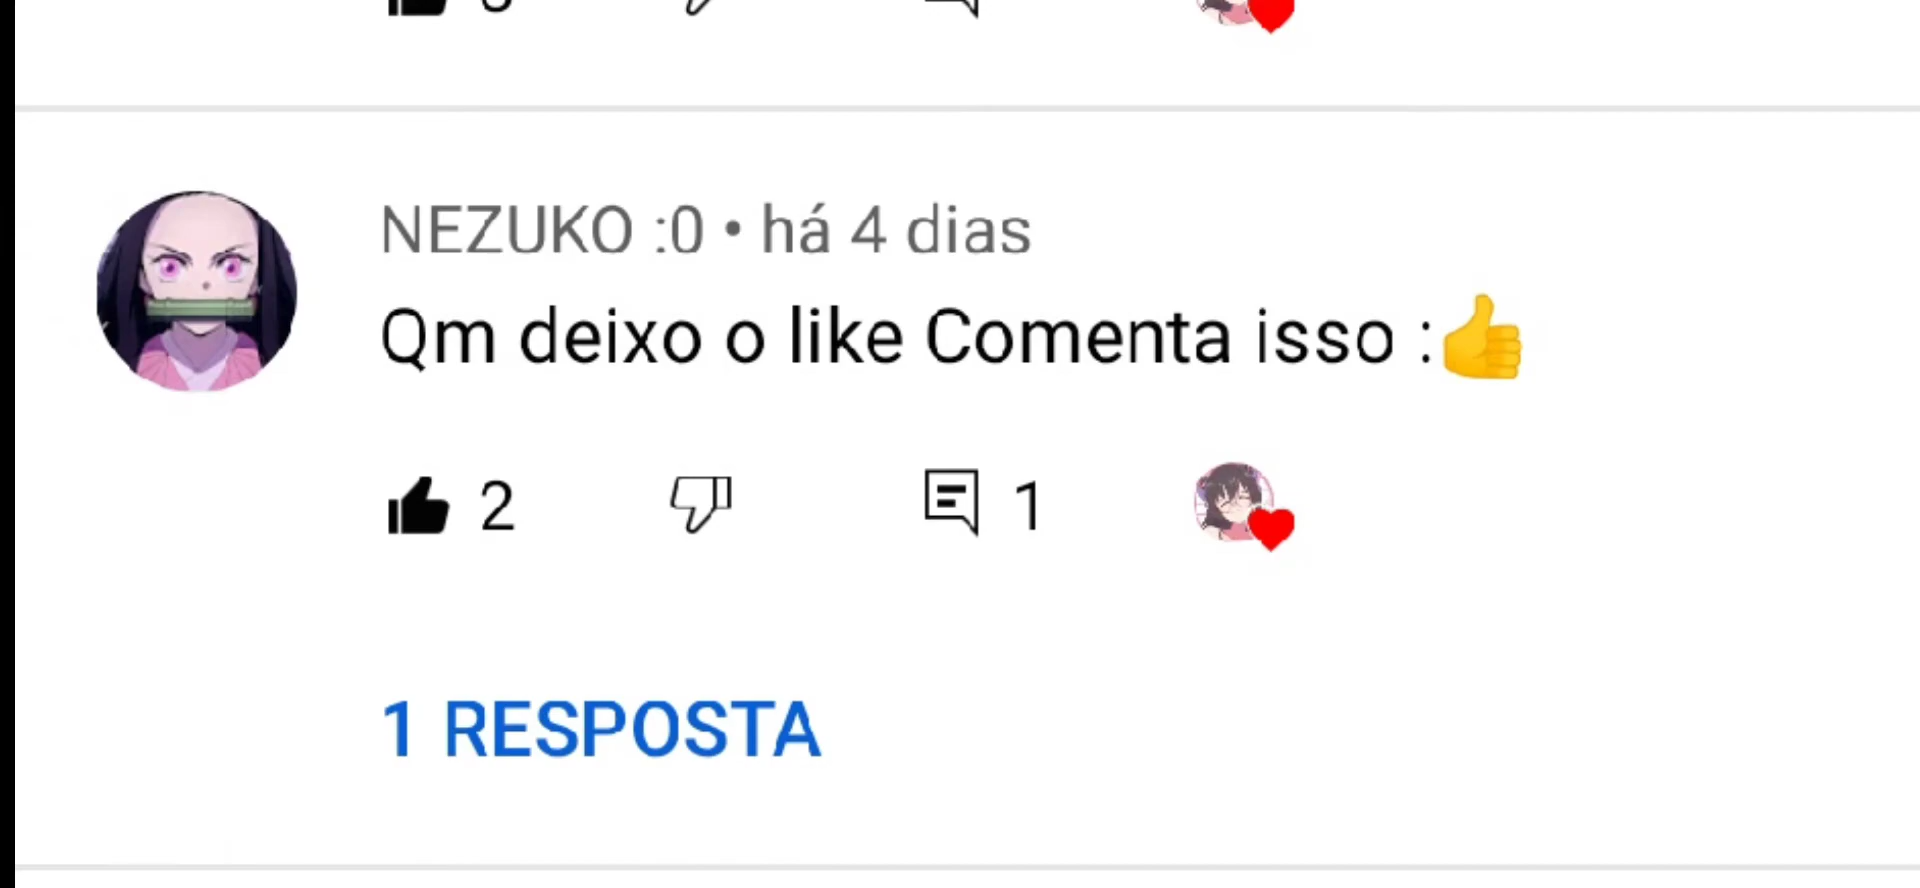 NEZUKO :0 • há 4 dias
Qm deixo o like Comenta isso :👍
2 1
1 RESPOSTA